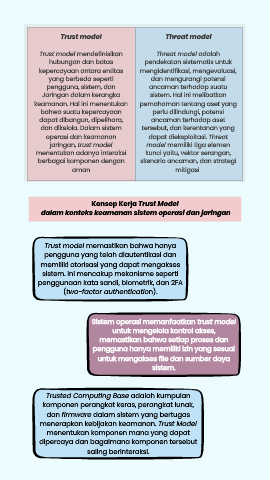 Trust model
Trust model mendefinisikan
hubungan dan batas
kepercayaan antara entitas
yang berbeda seperti
pengguna, sistem, dan
Jaringan dalam kerangka
keamanan. Hal ini menentukan
bahwa suatu kepercayaan
dapat dibangun, dipelihara,
dan dikelola. Dalam sistem
operasi dan keamanan
jaringan, trust model
menentukan adanya interaksi
berbagai komponen dengan
aman
Threat model
Threat model adalah
pendekatan sistematis untuk
mengidentifikasi, mengevaluasi,
dan mengurangi potensi
ancaman terhadap suatu
sistem. Hal ini melibatkan
pemahaman tentang aset yang
perlu dilindungi, potensi
ancaman terhadap aset
tersebut, dan kerentanan yang
dapat dieksploitasi. Threat
model memiliki tiga elemen
kunci yaitu, vektor serangan,
skenario ancaman, dan strategi
mitigasi
Konsep Kerja Trust Model
dalam konteks keamanan sistem operasi dan jaringan
Trust model memastikan bahwa hanya
pengguna yang telah diautentikasi dan
memiliki otorisasi yang dapat mengakses
sistem. Ini mencakup mekanisme seperti
penggunaan kata sandi, biometrik, dan 2FA
(two-factor authentication).
Sistem operasi memanfaatkan trust model
untuk mengelola kontrol akses,
memastikan bahwa setiap proses dan
pengguna hanya memiliki izin yang sesuai
untuk mengakses file dan sumber daya
sistem.
Trusted Computing Base adalah kumpulan
komponen perangkat keras, perangkat lunak,
dan firmware dalam sistem yang bertugas
menerapkan kebijakan keamanan. Trust Model
menentukan komponen mana yang dapat
dipercaya dan bagaimana komponen tersebut
saling berinteraksi.